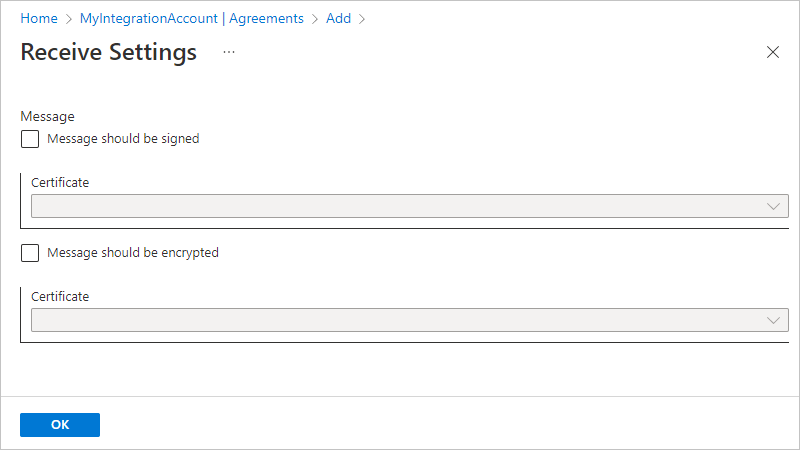 Home > MyIntegrationAccount | Agreements > Add >
Receive Settings ...
Message
Message should be signed
Certificate
Message should be encrypted
Certificate
OK